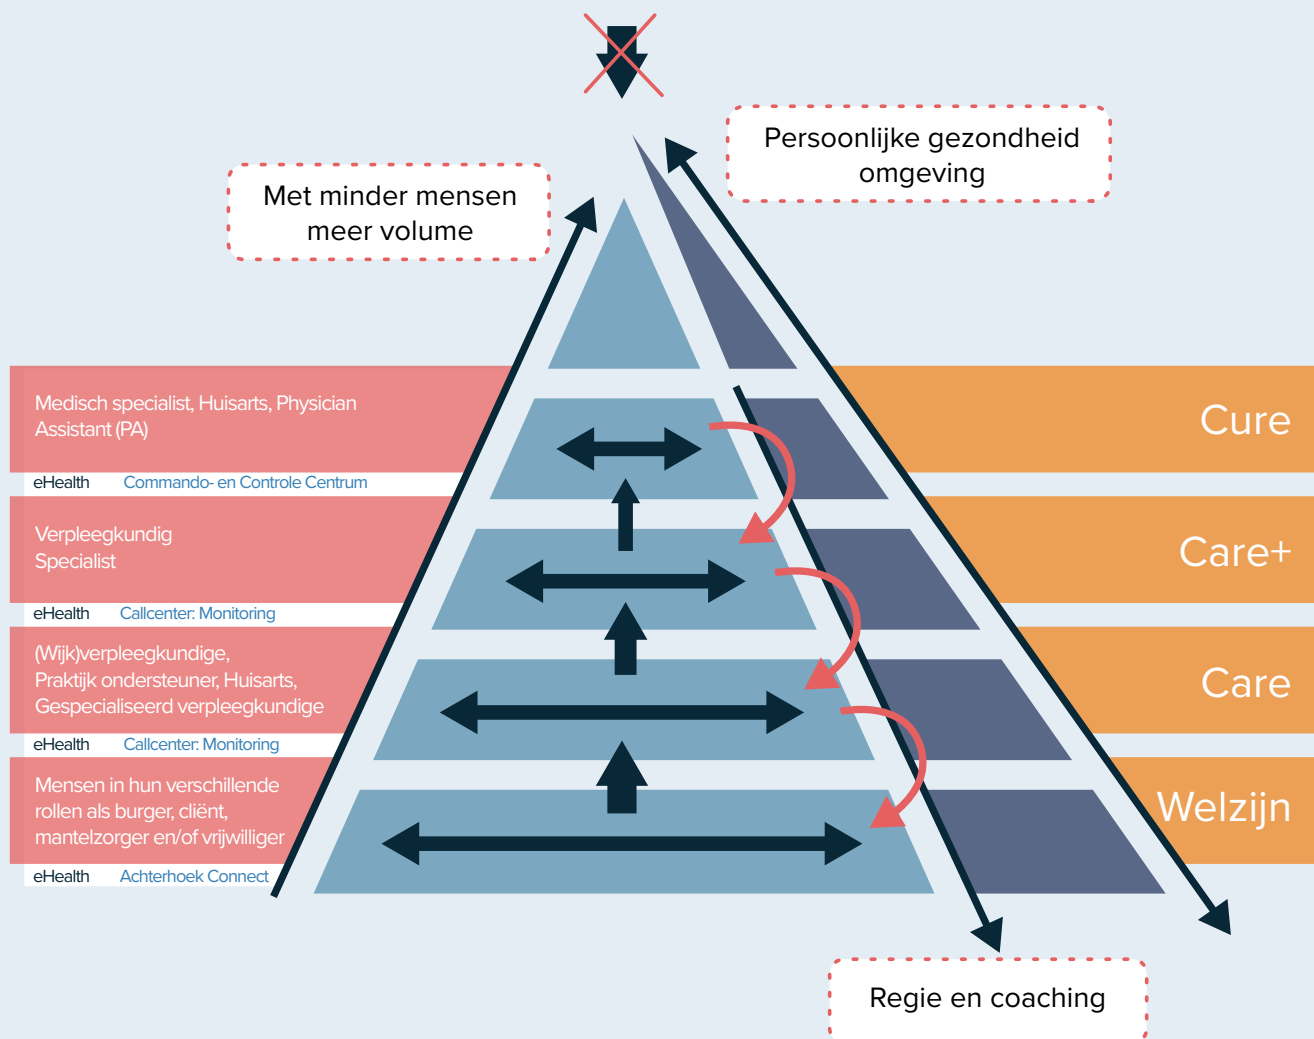 Persoonlijke gezondheid
omgeving
Met minder mensen
meer volume
Medisch specialist, Huisarts, Physician
Assistant (PA)
Cure
eHealth Commando- en Controle Centrum
Verpleegkundig
Specialist
Care+
eHealth Callcenter: Monitoring
(Wijk)verpleegkundige,
Praktijk ondersteuner, Huisarts,
Gespecialiseerd verpleegkundige
Care
eHealth Callcenter: Monitoring
Mensen in hun verschillende
rollen als burger, cliënt,
mantelzorger en/of vrijwilliger
Welzijn
eHealth Achterhoek Connect
Regie en coaching